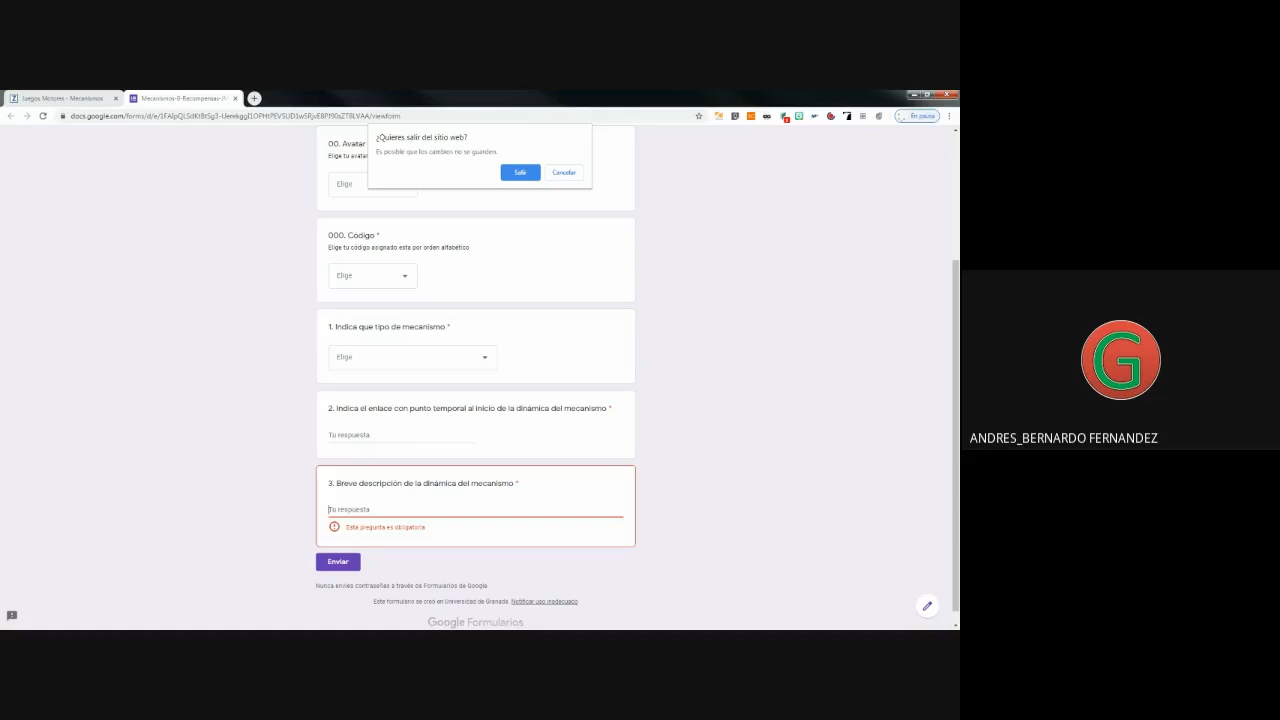 Juegos Motores - Mecanismos
Mecanismos-0-Recompensas-
En pausa
¿Quieres salir del sitio web?
Es posible que los cambios no se guarden.
Salir
Cancelar
00. Avatar
Elige tu avatar
Elige
000. Código *
Elige tu código asignado esta por orden alfabético
Elige
1. Indica que tipo de mecanismo *
Elige
2. Indica el enlace con punto temporal al inicio de la dinámica del mecanismo *
Tu respuesta
3. Breve descripción de la dinámica del mecanismo *
Tu respuesta
Esta pregunta es obligatoria
Enviar
Nunca envíes contraseñas a través de Formularios de Google.
Este formulario se creó en Universidad de Granada. Notificar uso inadecuado
Google Formularios
G
ANDRES_BERNARDO FERNANDEZ